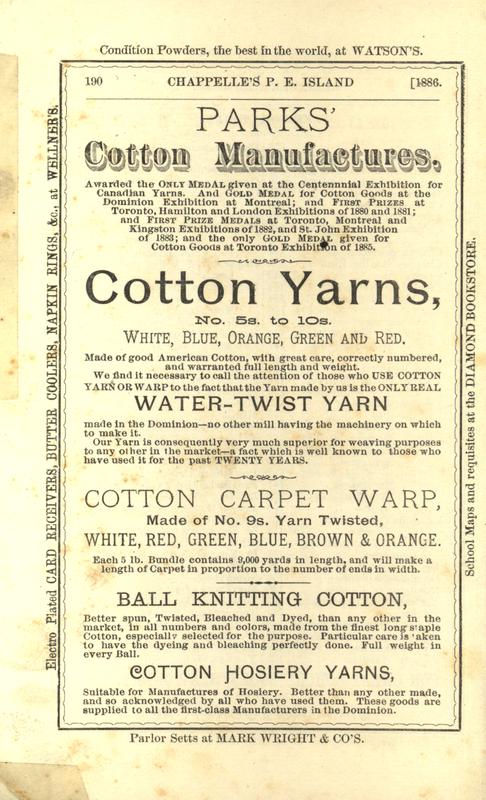 Condition Powders, the best in the world, at WATSON'S.
190 CHAPPELLE'S P. E. ISLAND [1886.
PARKS'
Cotton Manufactures.
Awarded the ONLY MEDAL given at the Centennial Exhibition for
Canadian Yarns. And GOLD MEDAL for Cotton Goods at the
Dominion Exhibition at Montreal; and FIRST PRIZES at
Toronto, Hamilton and London Exhibitions of 1880 and 1881;
and FIRST PRIZE MEDALS at Toronto, Montreal and
Kingston Exhibitions of 1882, and St. John Exhibition
of 1883; and the only GOLD MEDAL given for
Cotton Goods at Toronto Exhibition of 1885.
Cotton Yarns,
No. 5s. to 10s.
WHITE, BLUE, ORANGE, GREEN AND RED.
Made of good American Cotton, with great care, correctly numbered,
and warranted full length and weight.
We find it necessary to call the attention of those who USE COTTON
YARN OR WARP to the fact that the Yarn made by us is the ONLY REAL
WATER-TWIST YARN
made in the Dominion—no other mill having the machinery on which
to make it.
Our Yarn is consequently very much superior for weaving purposes
to any other in the market—a fact which is well known to those who
have used it for the past TWENTY YEARS.
COTTON CARPET WARP,
Made of No. 9s. Yarn Twisted,
WHITE, RED, GREEN, BLUE, BROWN & ORANGE.
Each 5 lb. Bundle contains 9,000 yards in length, and will make a
length of Carpet in proportion to the number of ends in width.
BALL KNITTING COTTON,
Better spun, Twisted, Bleached and Dyed, than any other in the
market, in all numbers and colors, made from the finest long staple
Cotton, especially selected for the purpose. Particular care is taken
to have the dyeing and bleaching perfectly done. Full weight in
every Ball.
COTTON HOSIERY YARNS,
Suitable for Manufactures of Hosiery. Better than any other made,
and so acknowledged by all who have used them. These goods are
supplied to all the first-class Manufacturers in the Dominion.
Parlor Setts at MARK WRIGHT & CO'S.
Electro Plated CARD RECEIVERS, BUTTER COOLERS, NAPKIN RINGS, &c., at WELLNER'S.
School Maps and requisites at the DIAMOND BOOKSTORE.